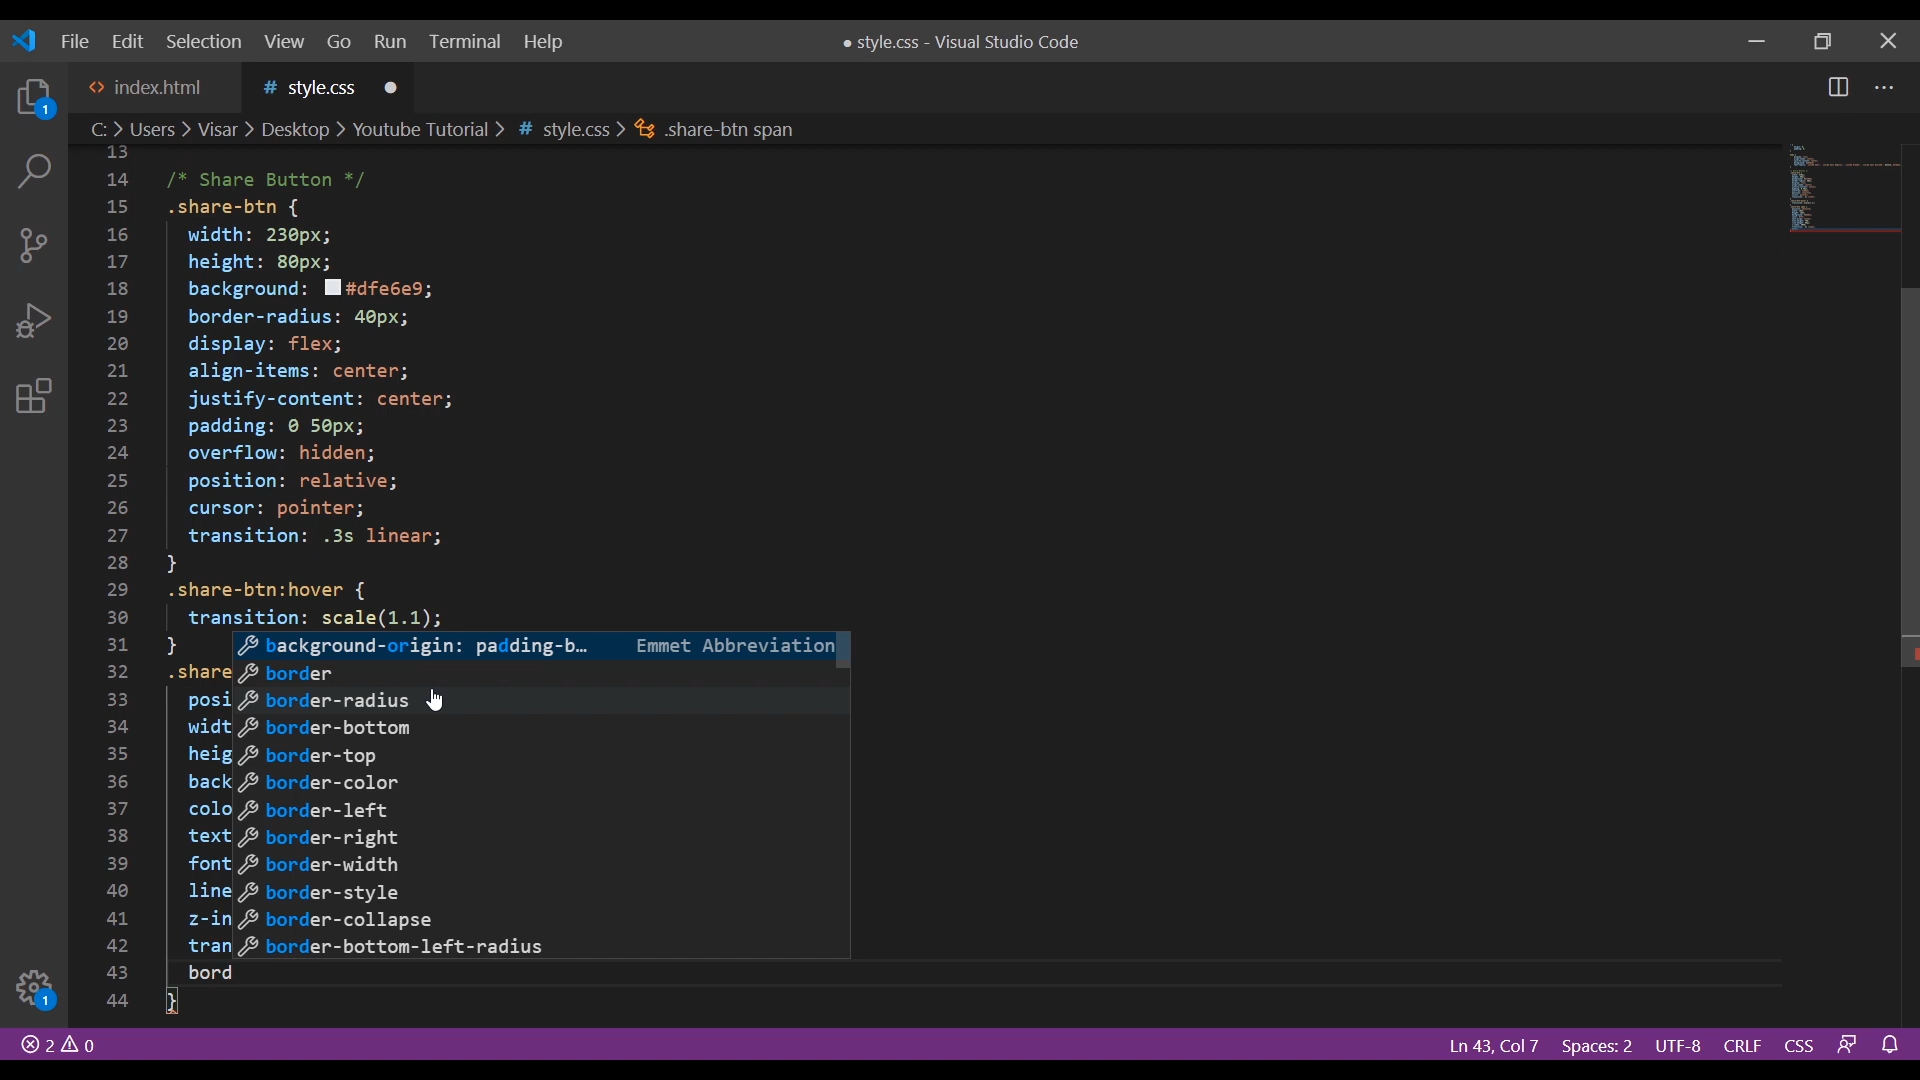 File Edit Selection View Go Run Terminal Help ● style.css - Visual Studio Code
<> index.html # style.css ●
C: > Users > Visar > Desktop > Youtube Tutorial > # style.css > .share-btn span
13
14 /* Share Button */
15 .share-btn {
16 width: 230px;
17 height: 80px;
18 background: #dfe6e9;
19 border-radius: 40px;
20 display: flex;
21 align-items: center;
22 justify-content: center;
23 padding: 0 50px;
24 overflow: hidden;
25 position: relative;
26 cursor: pointer;
27 transition: .3s linear;
28 }
29 .share-btn:hover {
30 transition: scale(1.1);
31 } background-origin: padding-b… Emmet Abbreviation
32 .share border
33 posi border-radius
34 widt border-bottom
35 heig border-top
36 back border-color
37 colo border-left
38 text border-right
39 font border-width
40 line border-style
41 z-in border-collapse
42 tran border-bottom-left-radius
43 bord
44 }
1
1
2 0 Ln 43, Col 7 Spaces: 2 UTF-8 CRLF CSS